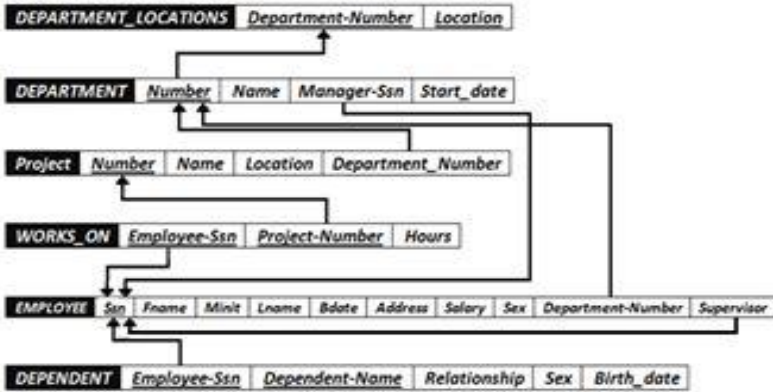 DEPARTMENT_LOCATIONS Department-Number Location
DEPARTMENT Number Name Manager-Ssn Start_date
Project Number Name Location Department_Number
WORKS_ON Employee-Ssn Project-Number Hours
EMPLOYEE Ssn Fname Minit Lname Bdate Address Salary Sex Department-Number Supervisor
DEPENDENT Employee-Ssn Dependent-Name Relationship Sex Birth_date